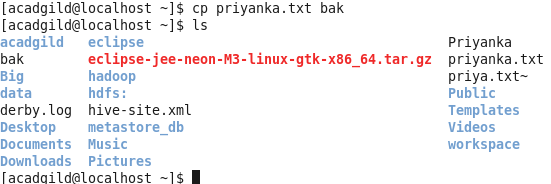 [acadgild@localhost ~]$ cp priyanka.txt bak
[acadgild@localhost ~]$ ls
acadgild   eclipse                                    Priyanka
bak        eclipse-jee-neon-M3-linux-gtk-x86_64.tar.gz  priyanka.txt
Big        hadoop                                     priya.txt~
data       hdfs:                                      Public
derby.log  hive-site.xml                              Templates
Desktop    metastore_db                               Videos
Documents  Music                                      workspace
Downloads  Pictures
[acadgild@localhost ~]$